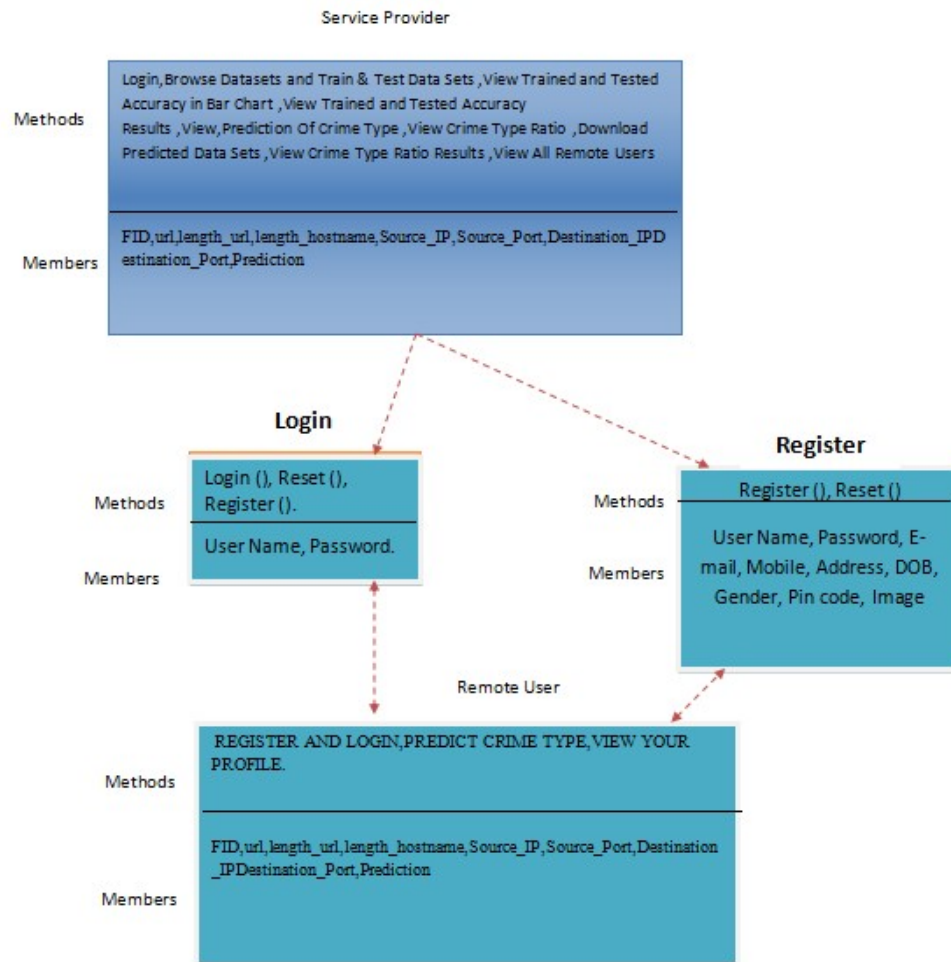 Service Provider
Login,Browse Datasets and Train & Test Data Sets ,View Trained and Tested
Accuracy in Bar Chart ,View Trained and Tested Accuracy
Results ,View,Prediction Of Crime Type ,View Crime Type Ratio ,Download
Predicted Data Sets ,View Crime Type Ratio Results ,View All Remote Users
Methods
FID,url,length_url,length_hostname,Source_IP,Source_Port,Destination_IPD
estination_Port,Prediction
Members
Login
Login (), Reset (),
Register ().
Methods
User Name, Password.
Members
Register
Register (), Reset ()
Methods
User Name, Password, E-
mail, Mobile, Address, DOB,
Gender, Pin code, Image
Members
Remote User
REGISTER AND LOGIN,PREDICT CRIME TYPE,VIEW YOUR
PROFILE.
Methods
FID,url,length_url,length_hostname,Source_IP,Source_Port,Destination
_IPDestination_Port,Prediction
Members